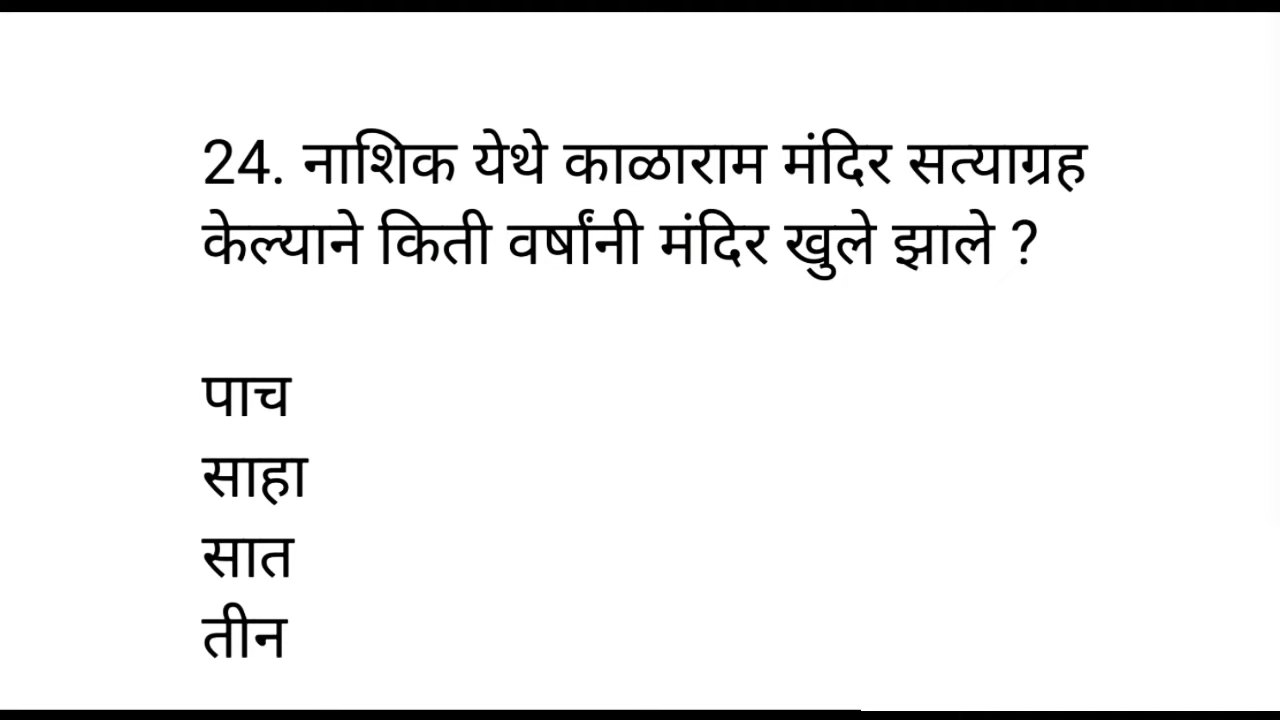 24. नाशिक येथे काळाराम मंदिर सत्याग्रह
केल्याने किती वर्षांनी मंदिर खुले झाले ?
पाच
साहा
सात
तीन